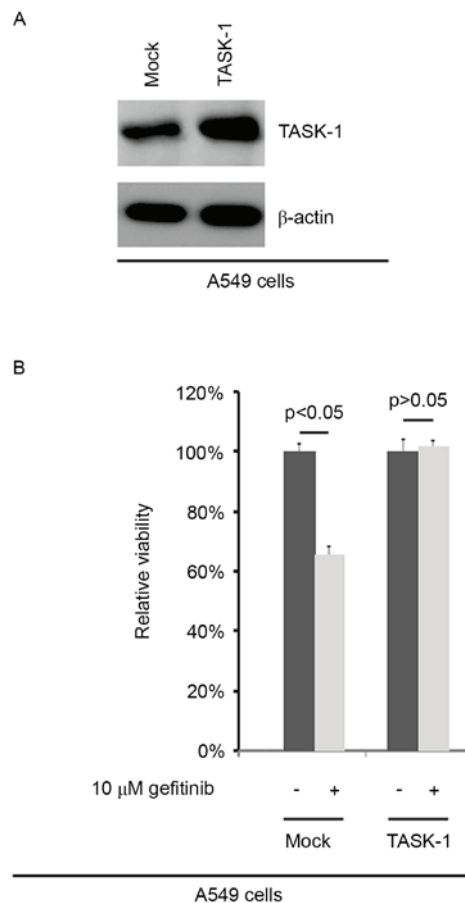 A
Mock
TASK-1
TASK-1
β-actin
A549 cells
B
120%
100%
80%
60%
40%
20%
0%
Relative viability
p<0.05
p>0.05
10 μM gefitinib - + - +
Mock TASK-1
A549 cells